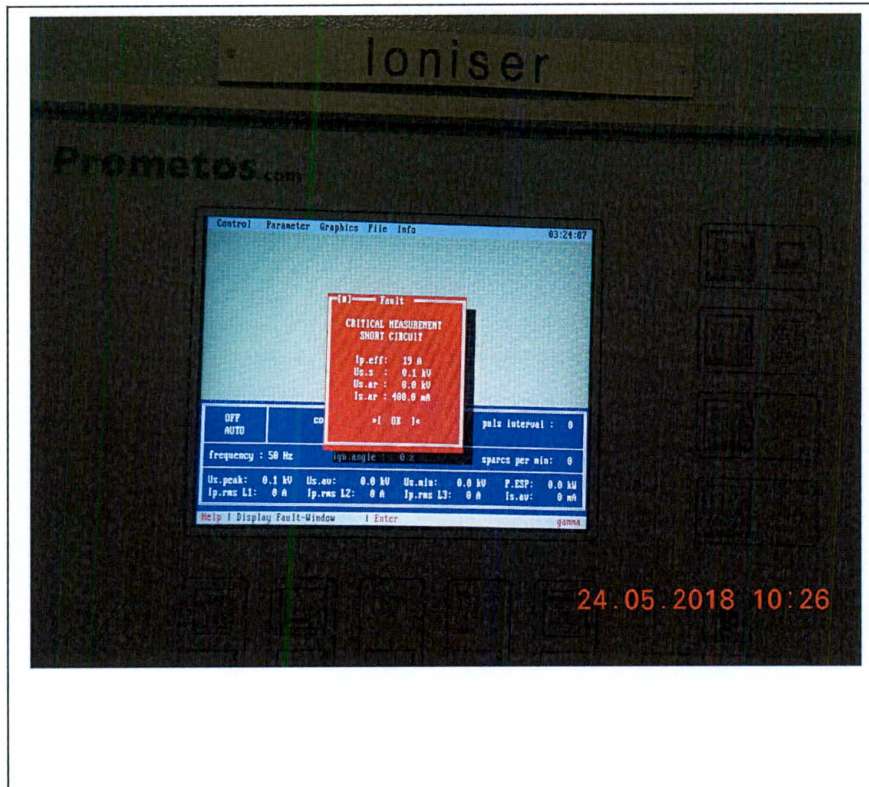 Ioniser
Prometos.com
Control Parameter Graphics File Info 03:24:07
[■] Fault
CRITICAL MEASUREMENT
SHORT CIRCUIT
Ip.eff: 19 A
Us.s : 0.1 kV
Us.ar : 0.0 kV
Is.ar : 400.0 mA
>[ OK ]<
OFF
AUTO
co
puls interval : 0
frequency : 50 Hz
ign.angle : 0 %
sparcs per min: 0
Us.peak: 0.1 kV Us.av: 0.0 kV Us.min: 0.0 kV P.ESP: 0.0 kW
Ip.rms L1: 0 A Ip.rms L2: 0 A Ip.rms L3: 0 A Is.av: 0 mA
Help | Display Fault-Window | Enter gamma
24.05.2018 10:26